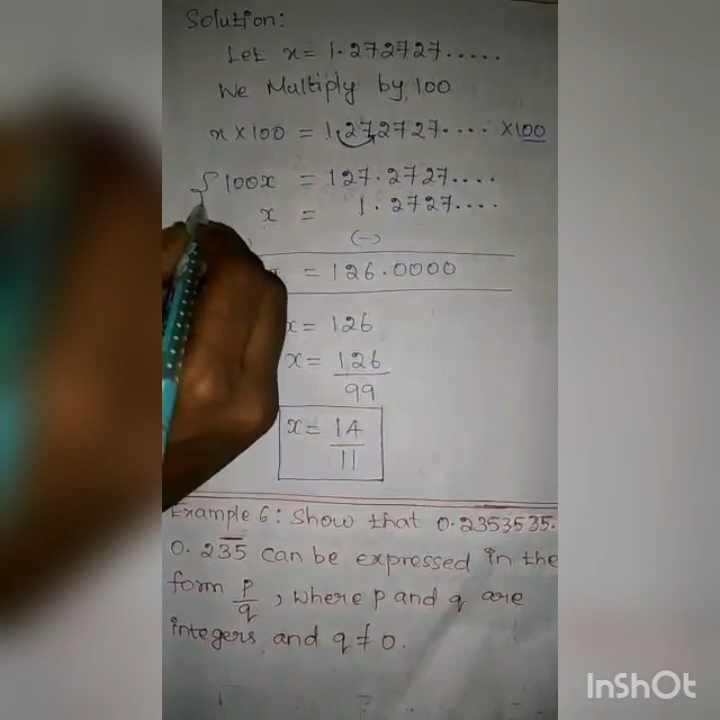 Solution:
Let x = 1.272727.....
We Multiply by 100
x × 100 = 1.272727.... × 100
100x = 127.2727....
x = 1.2727....
(-)
= 126.0000
x = 126
x = 126/99
x = 14/11
Example 6: Show that 0.2353535.
0.23̅5̅ can be expressed in the
form p/q, where p and q are
integers and q ≠ 0.
InShOt